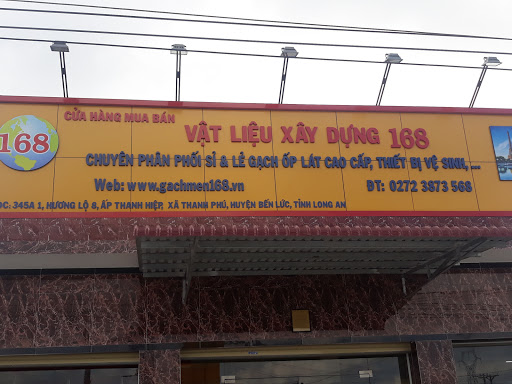 CỬA HÀNG MUA BÁN
168
VẬT LIỆU XÂY DỰNG 168
CHUYÊN PHÂN PHỐI SỈ & LẺ GẠCH ỐP LÁT CAO CẤP, THIẾT BỊ VỆ SINH, ...
Web: www.gachmen168.vn ĐT: 0272 3873 568
ĐC: 345A 1, HƯƠNG LỘ 8, ẤP THANH HIỆP, XÃ THANH PHÚ, HUYỆN BẾN LỨC, TỈNH LONG AN